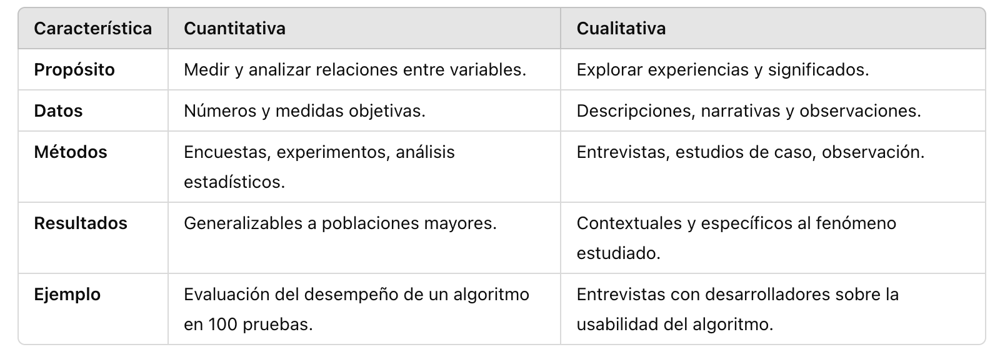 Característica Cuantitativa Cualitativa
Propósito Medir y analizar relaciones entre variables. Explorar experiencias y significados.
Datos Números y medidas objetivas. Descripciones, narrativas y observaciones.
Métodos Encuestas, experimentos, análisis Entrevistas, estudios de caso, observación.
estadísticos.
Resultados Generalizables a poblaciones mayores. Contextuales y específicos al fenómeno
estudiado.
Ejemplo Evaluación del desempeño de un algoritmo Entrevistas con desarrolladores sobre la
en 100 pruebas. usabilidad del algoritmo.